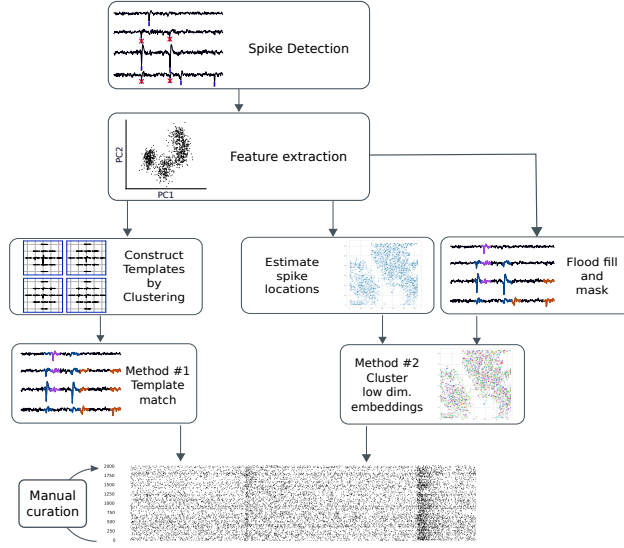 Spike Detection
PC2
PC1
Feature extraction
Construct
Templates
by
Clustering
Estimate
spike
locations
Flood fill
and
mask
Method #1
Template
match
Method #2
Cluster
low dim.
embeddings
Manual
curation
2000
1750
1500
1250
1000
750
500
250
0